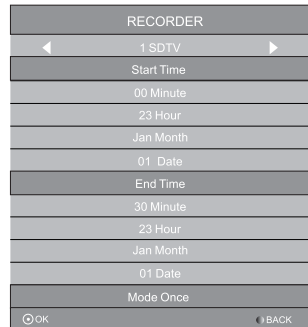 RECORDER
1 SDTV
Start Time
00 Minute
23 Hour
Jan Month
01 Date
End Time
30 Minute
23 Hour
Jan Month
01 Date
Mode Once
OK BACK